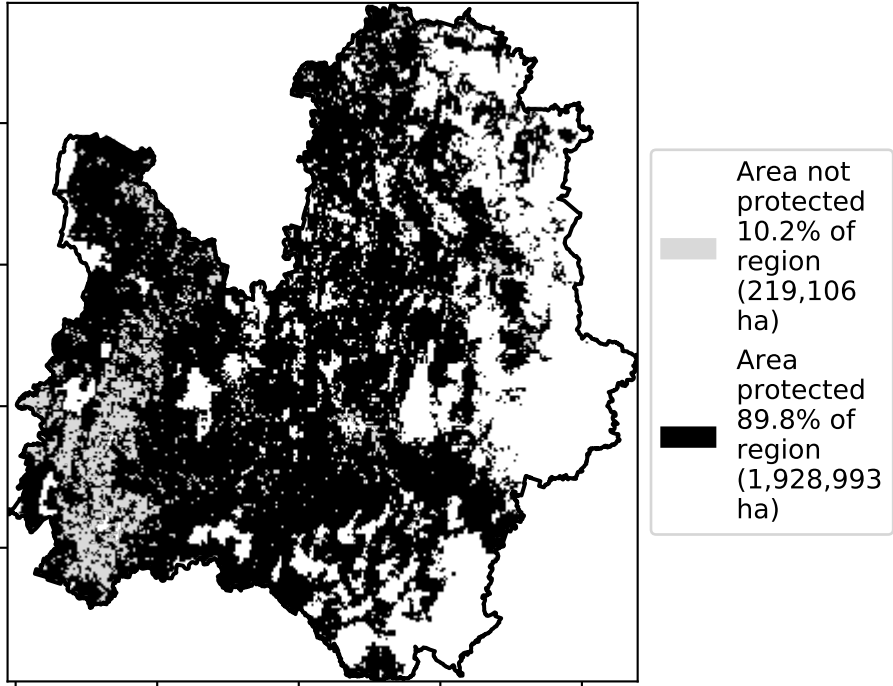 Area not
protected
10.2% of
region
(219,106
ha)
Area
protected
89.8% of
region
(1,928,993
ha)